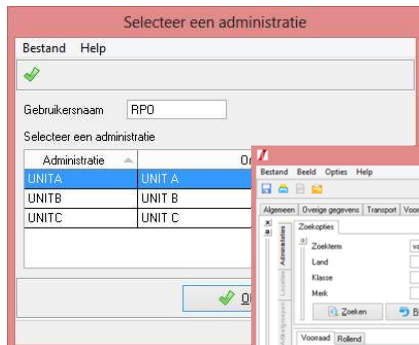 Selecteer een administratie
Bestand Help
Gebruikersnaam RPO
Selecteer een administratie
Administratie
UNITA UNIT A
UNITB UNIT B
UNITC UNIT C
Bestand Beeld Opties Help
Algemeen Overige gegevens Transport
Administraties
Zoekopties
Zoekterm
Land
Klasse
Merk
Zoeken
Voorraad Rollend